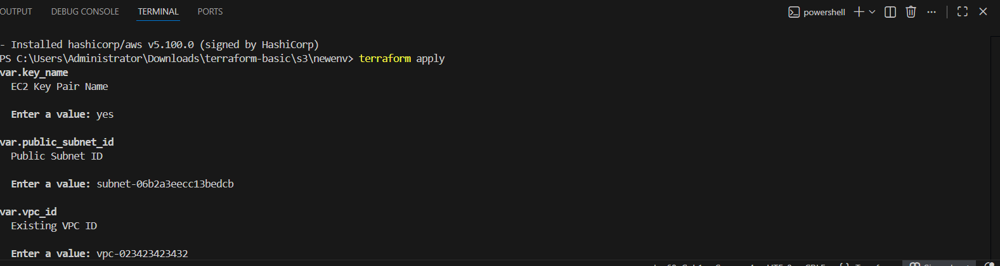 OUTPUT DEBUG CONSOLE TERMINAL PORTS powershell
- Installed hashicorp/aws v5.100.0 (signed by HashiCorp)
PS C:\Users\Administrator\Downloads\terraform-basic\s3\newenv> terraform apply
var.key_name
EC2 Key Pair Name
Enter a value: yes
var.public_subnet_id
Public Subnet ID
Enter a value: subnet-06b2a3eecc13bedcb
var.vpc_id
Existing VPC ID
Enter a value: vpc-023423423432